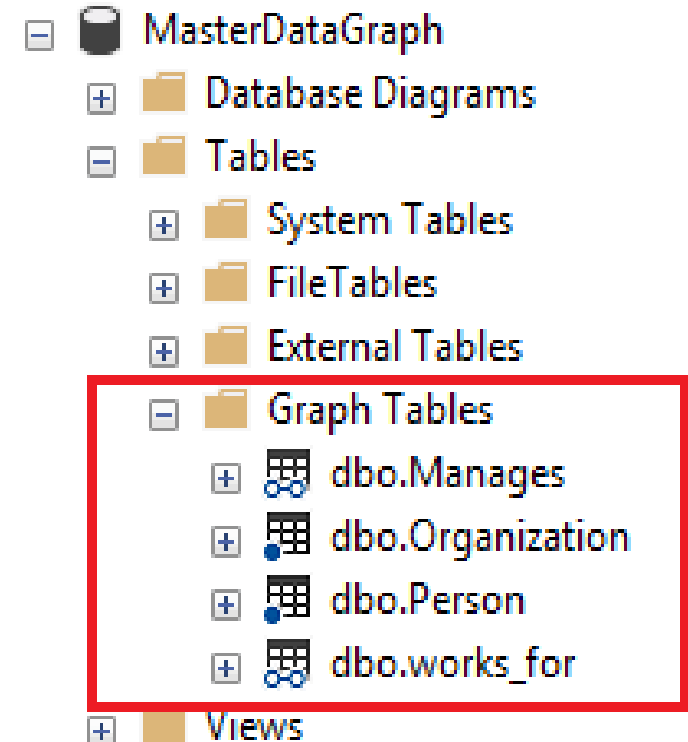 MasterDataGraph
Database Diagrams
Tables
System Tables
FileTables
External Tables
Graph Tables
dbo.Manages
dbo.Organization
dbo.Person
dbo.works_for
Views